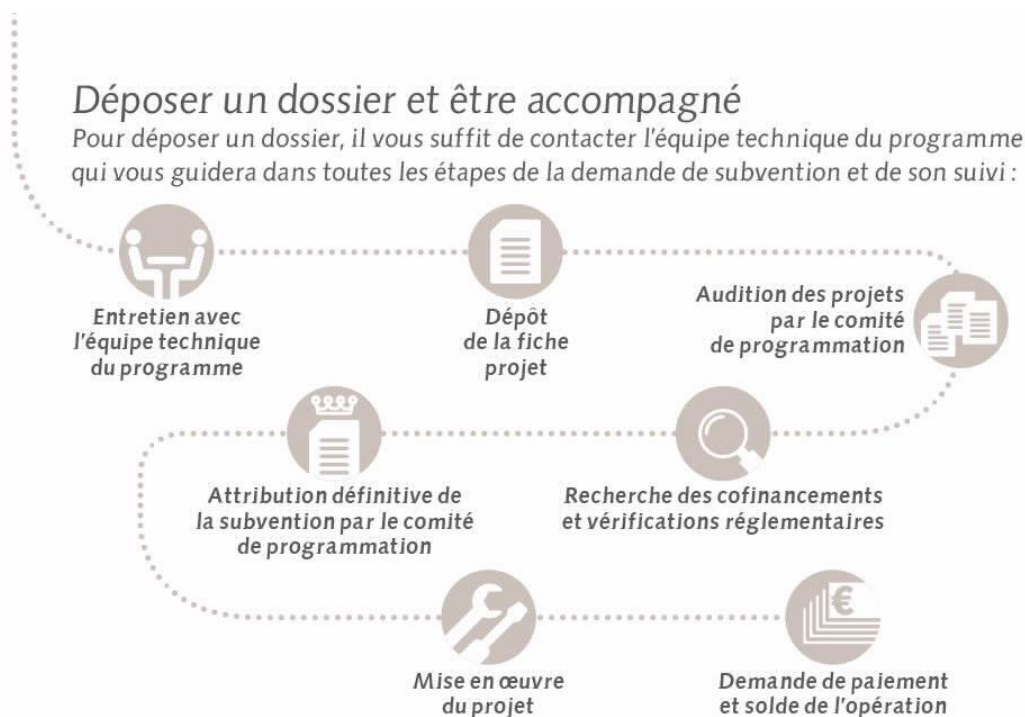 Déposer un dossier et être accompagné
Pour déposer un dossier, il vous suffit de contacter l'équipe technique du programme
qui vous guidera dans toutes les étapes de la demande de subvention et de son suivi :
Entretien avec
l'équipe technique
du programme
Dépôt
de la fiche
projet
Audition des projets
par le comité
de programmation
Recherche des cofinancements
et vérifications réglementaires
Attribution définitive de
la subvention par le comité
de programmation
Mise en œuvre
du projet
€
Demande de paiement
et solde de l'opération